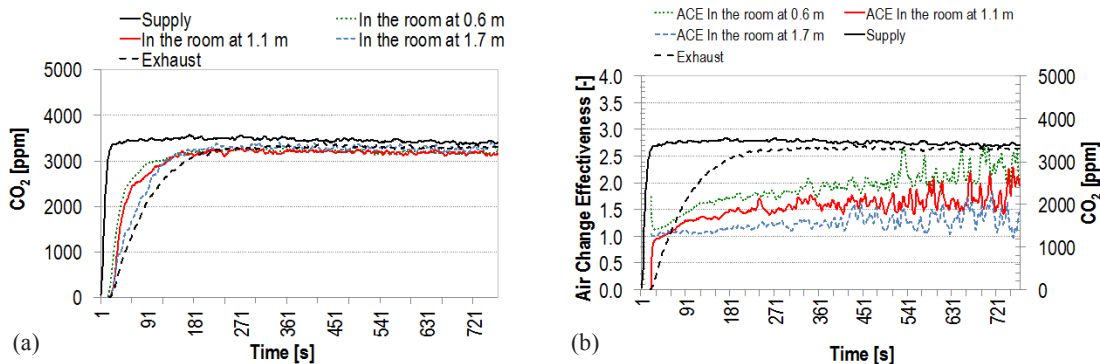 Supply
In the room at 0.6 m
In the room at 1.1 m
In the room at 1.7 m
Exhaust
5000
4000
3000
2000
1000
0
CO2 [ppm]
1
91
181
271
361
451
541
631
721
Time [s]
(a)
ACE In the room at 0.6 m
ACE In the room at 1.1 m
ACE In the room at 1.7 m
Supply
Exhaust
4.0
3.5
3.0
2.5
2.0
1.5
1.0
0.5
0.0
Air Change Effectiveness [-]
5000
4000
3000
2000
1000
0
CO2 [ppm]
1
91
181
271
361
451
541
631
721
Time [s]
(b)